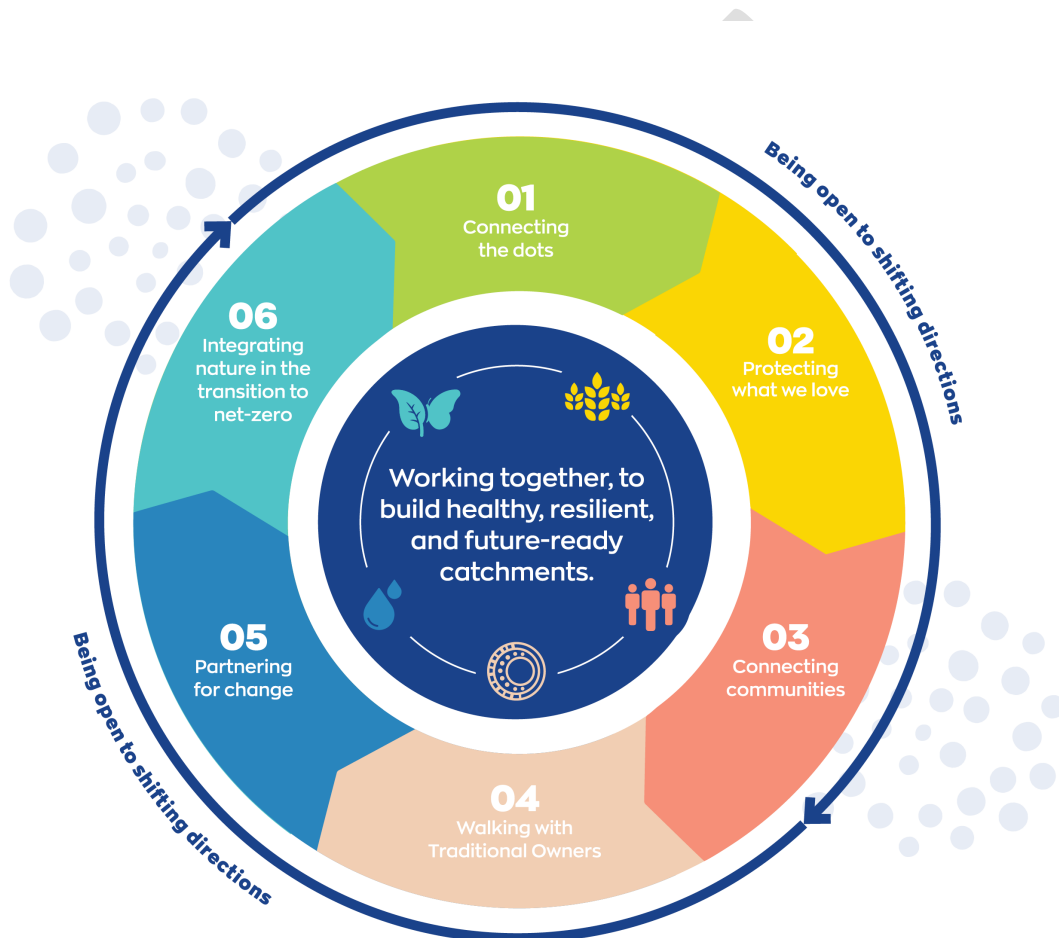 01
Connecting
the dots
02
Protecting
what we love
03
Connecting
communities
04
Walking with
Traditional Owners
05
Partnering
for change
06
Integrating
nature in the
transition to
net-zero
Working together, to
build healthy, resilient,
and future-ready
catchments.
Being open to shifting directions
Being open to shifting directions